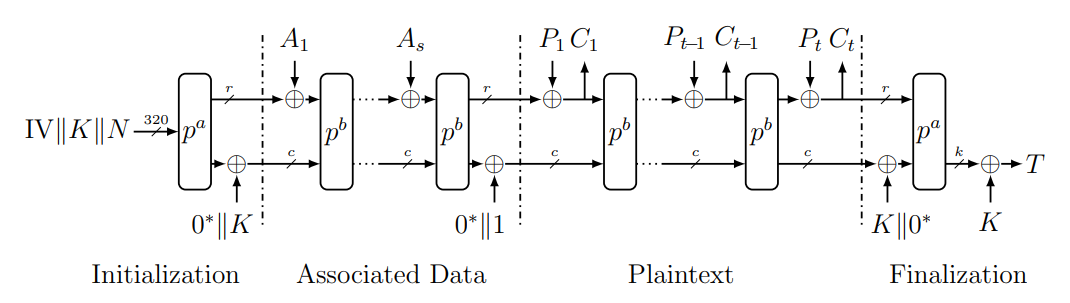 A₁ Aₛ P₁ C₁ Pₜ₋₁ Cₜ₋₁ Pₜ Cₜ
r r r
IV‖K‖N 320 pᵃ pᵇ pᵇ pᵇ pᵇ pᵃ
c c c c c k T
0*‖K 0*‖1 K‖0* K
Initialization Associated Data Plaintext Finalization